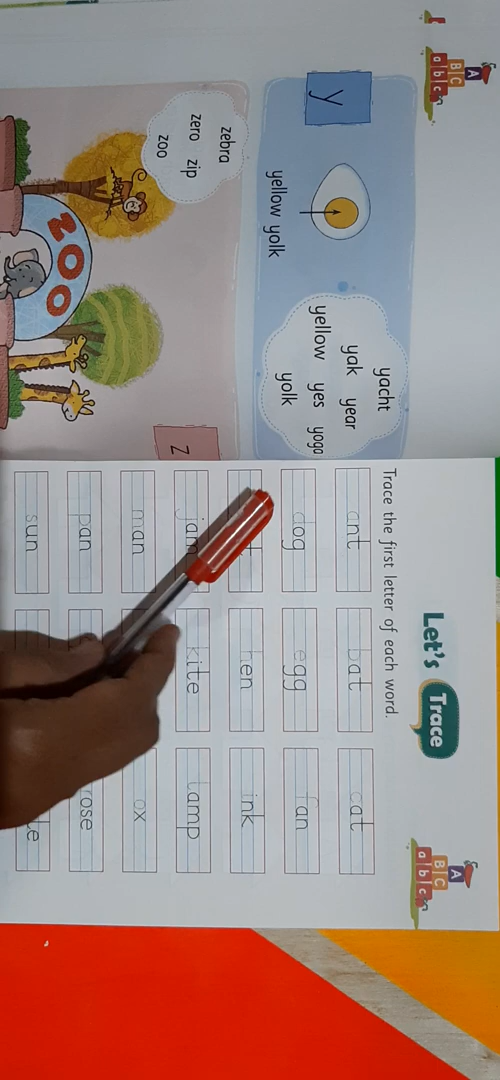 A
B C
a b c
y
yellow yolk
yacht
yak year
yellow yes yoga
yolk
zebra
zero zip
zoo
z
ZOO
Let's Trace
A
B C
a b c
Trace the first letter of each word.
ant bat cat
dog egg fan
hen ink
jam kite lamp
man ox
pan rose
sun